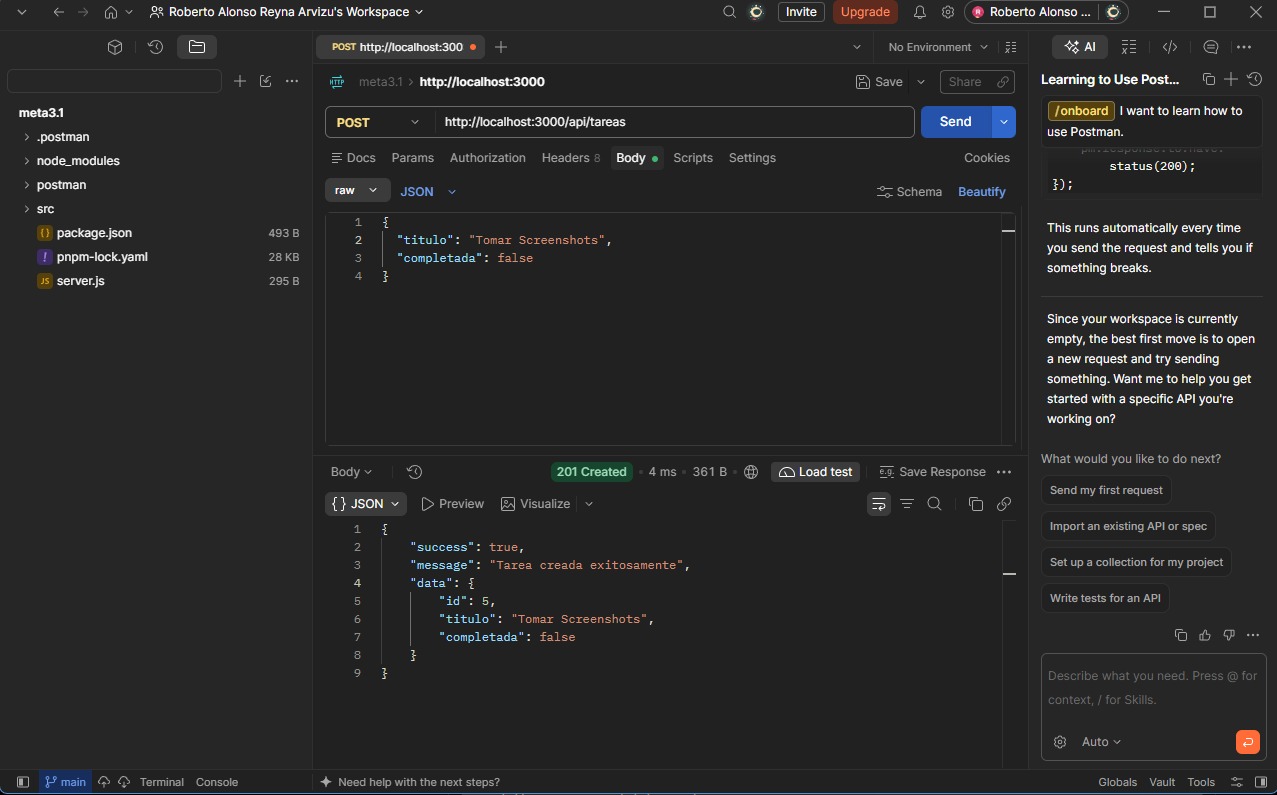 Roberto Alonso Reyna Arvizu's Workspace
Invite
Upgrade
R
Roberto Alonso ...
POST http://localhost:300
No Environment
AI
meta3.1
.postman
node_modules
postman
src
package.json 493 B
pnpm-lock.yaml 28 KB
JS server.js 295 B
HTTP meta3.1 > http://localhost:3000
Save
Share
POST http://localhost:3000/api/tareas
Send
Docs Params Authorization Headers 8 Body Scripts Settings Cookies
raw JSON Schema Beautify
1 {
2 "titulo": "Tomar Screenshots",
3 "completada": false
4 }
Body 201 Created • 4 ms • 361 B Load test e.g. Save Response
{} JSON Preview Visualize
1 {
2 "success": true,
3 "message": "Tarea creada exitosamente",
4 "data": {
5 "id": 5,
6 "titulo": "Tomar Screenshots",
7 "completada": false
8 }
9 }
Learning to Use Post...
/onboard I want to learn how to
use Postman.
status(200);
});
This runs automatically every time
you send the request and tells you if
something breaks.
Since your workspace is currently
empty, the best first move is to open
a new request and try sending
something. Want me to help you get
started with a specific API you're
working on?
What would you like to do next?
Send my first request
Import an existing API or spec
Set up a collection for my project
Write tests for an API
Describe what you need. Press @ for
context, / for Skills.
Auto
main Terminal Console
Need help with the next steps?
Globals Vault Tools